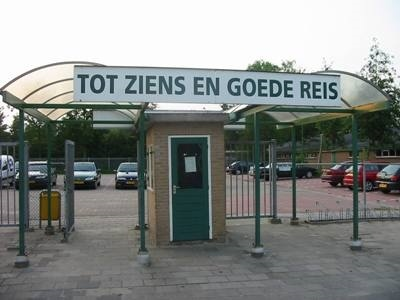 TOT ZIENS EN GOEDE REIS